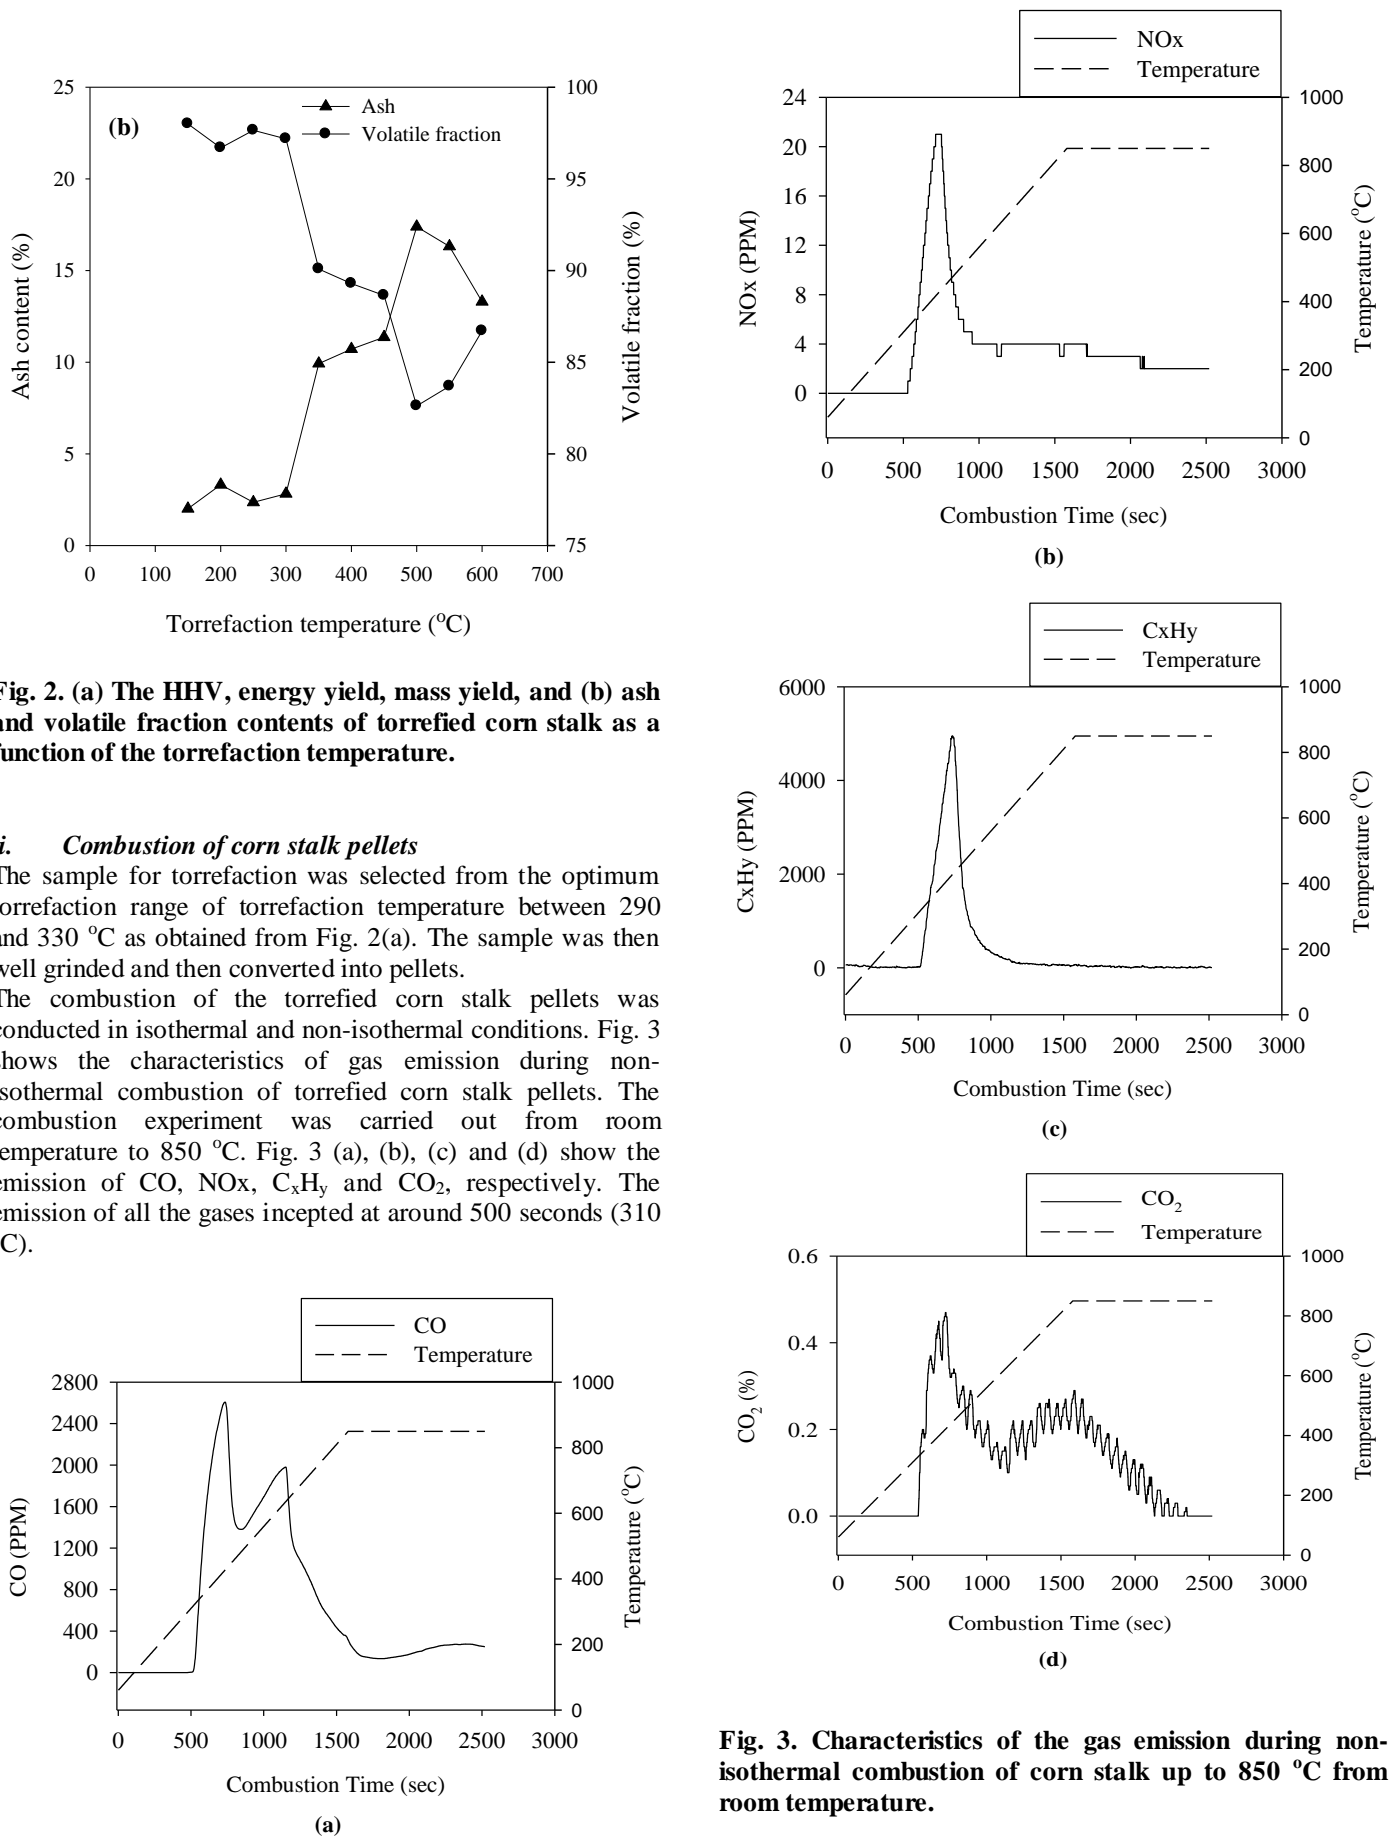 25
20
15
10
5
0
(b)
Ash
Volatile fraction
100
95
90
85
80
75
Ash content (%)
Volatile fraction (%)
0 100 200 300 400 500 600 700
Torrefaction temperature (°C)
Fig. 2. (a) The HHV, energy yield, mass yield, and (b) ash
and volatile fraction contents of torrefied corn stalk as a
function of the torrefaction temperature.
i. Combustion of corn stalk pellets
The sample for torrefaction was selected from the optimum
torrefaction range of torrefaction temperature between 290
and 330 °C as obtained from Fig. 2(a). The sample was then
well grinded and then converted into pellets.
The combustion of the torrefied corn stalk pellets was
conducted in isothermal and non-isothermal conditions. Fig. 3
shows the characteristics of gas emission during non-
isothermal combustion of torrefied corn stalk pellets. The
combustion experiment was carried out from room
temperature to 850 °C. Fig. 3 (a), (b), (c) and (d) show the
emission of CO, NOx, CxHy and CO2, respectively. The
emission of all the gases incepted at around 500 seconds (310
°C).
CO
Temperature
2800
2400
2000
1600
1200
800
400
0
1000
800
600
400
200
0
CO (PPM)
Temperature (°C)
0 500 1000 1500 2000 2500 3000
Combustion Time (sec)
(a)
NOx
Temperature
24
20
16
12
8
4
0
1000
800
600
400
200
0
NOx (PPM)
Temperature (°C)
0 500 1000 1500 2000 2500 3000
Combustion Time (sec)
(b)
CxHy
Temperature
6000
4000
2000
0
1000
800
600
400
200
0
CxHy (PPM)
Temperature (°C)
0 500 1000 1500 2000 2500 3000
Combustion Time (sec)
(c)
CO2
Temperature
0.6
0.4
0.2
0.0
1000
800
600
400
200
0
CO2 (%)
Temperature (°C)
0 500 1000 1500 2000 2500 3000
Combustion Time (sec)
(d)
Fig. 3. Characteristics of the gas emission during non-
isothermal combustion of corn stalk up to 850 °C from
room temperature.